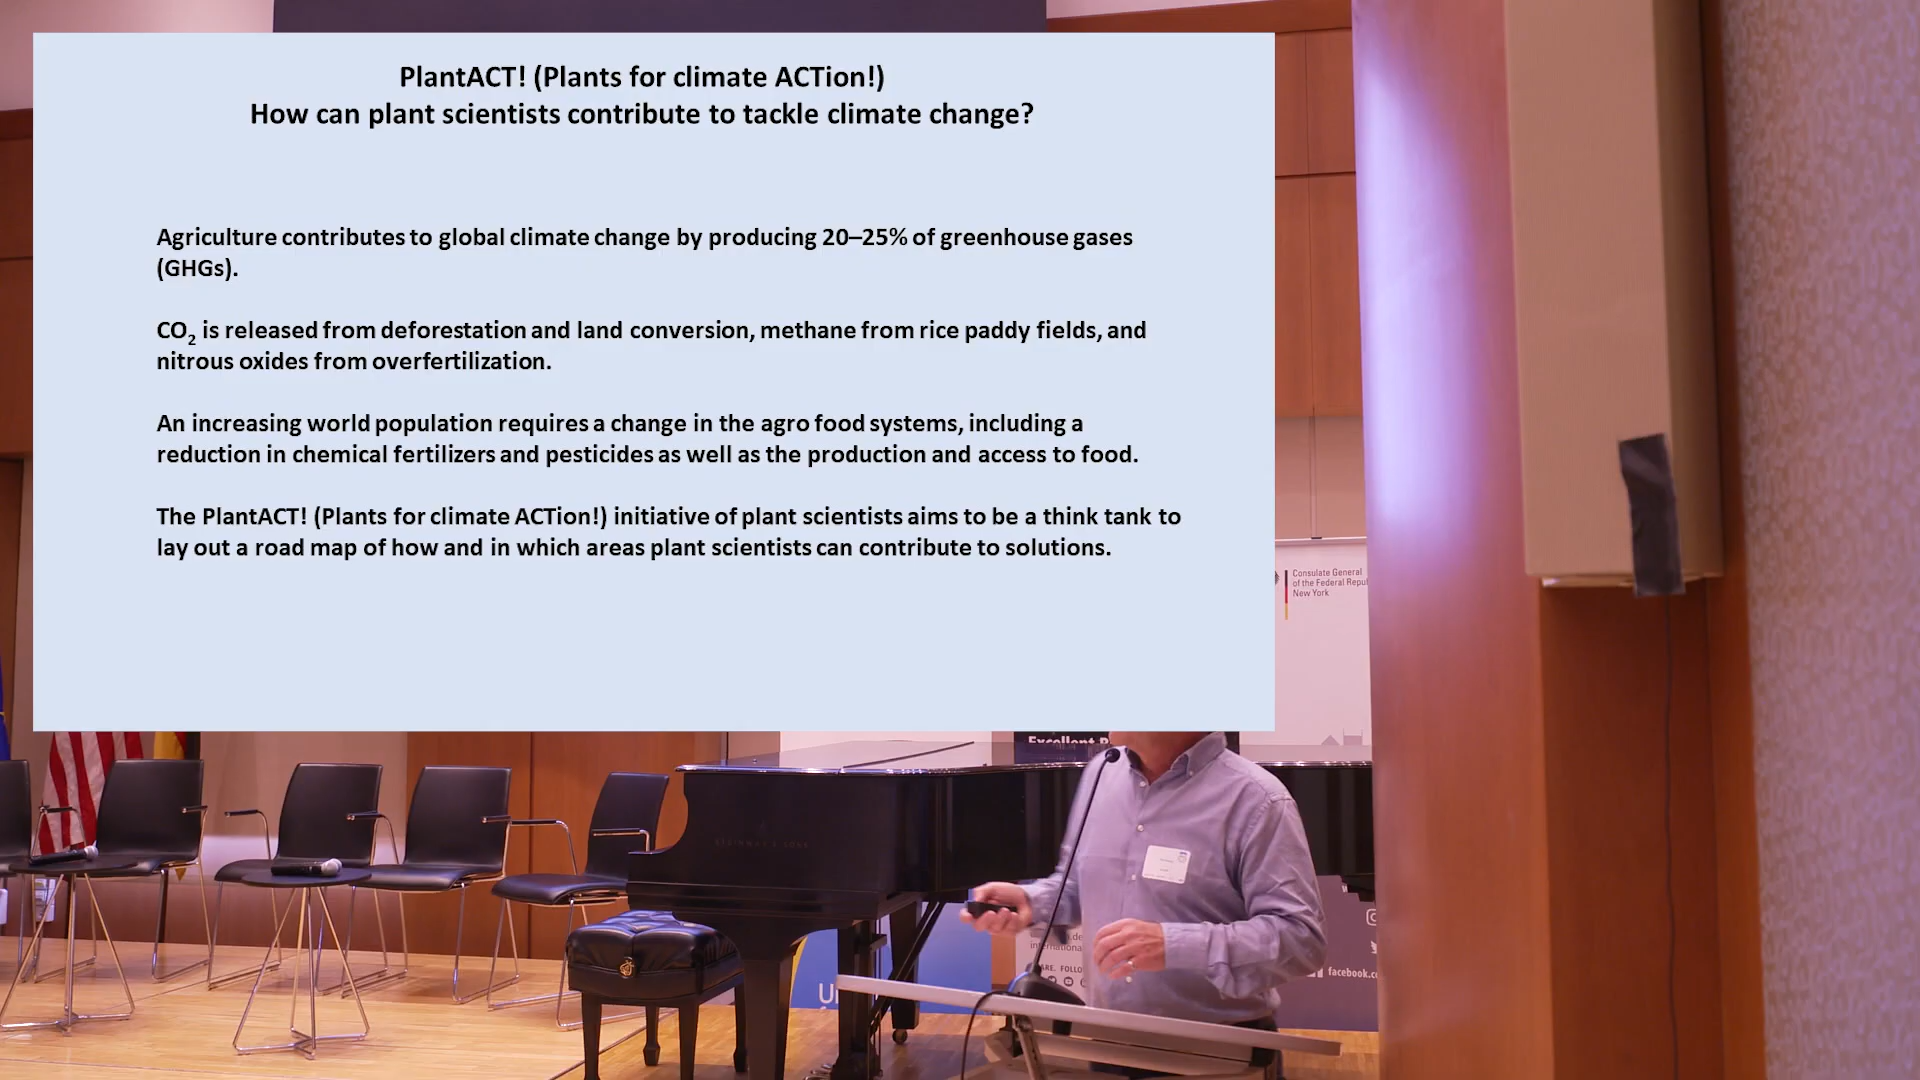 PlantACT! (Plants for climate ACTion!)
How can plant scientists contribute to tackle climate change?
Agriculture contributes to global climate change by producing 20–25% of greenhouse gases
(GHGs).
CO₂ is released from deforestation and land conversion, methane from rice paddy fields, and
nitrous oxides from overfertilization.
An increasing world population requires a change in the agro food systems, including a
reduction in chemical fertilizers and pesticides as well as the production and access to food.
The PlantACT! (Plants for climate ACTion!) initiative of plant scientists aims to be a think tank to
lay out a road map of how and in which areas plant scientists can contribute to solutions.
Consulate General
of the Federal Repu
New York
Excellent
STEINWAY & SONS